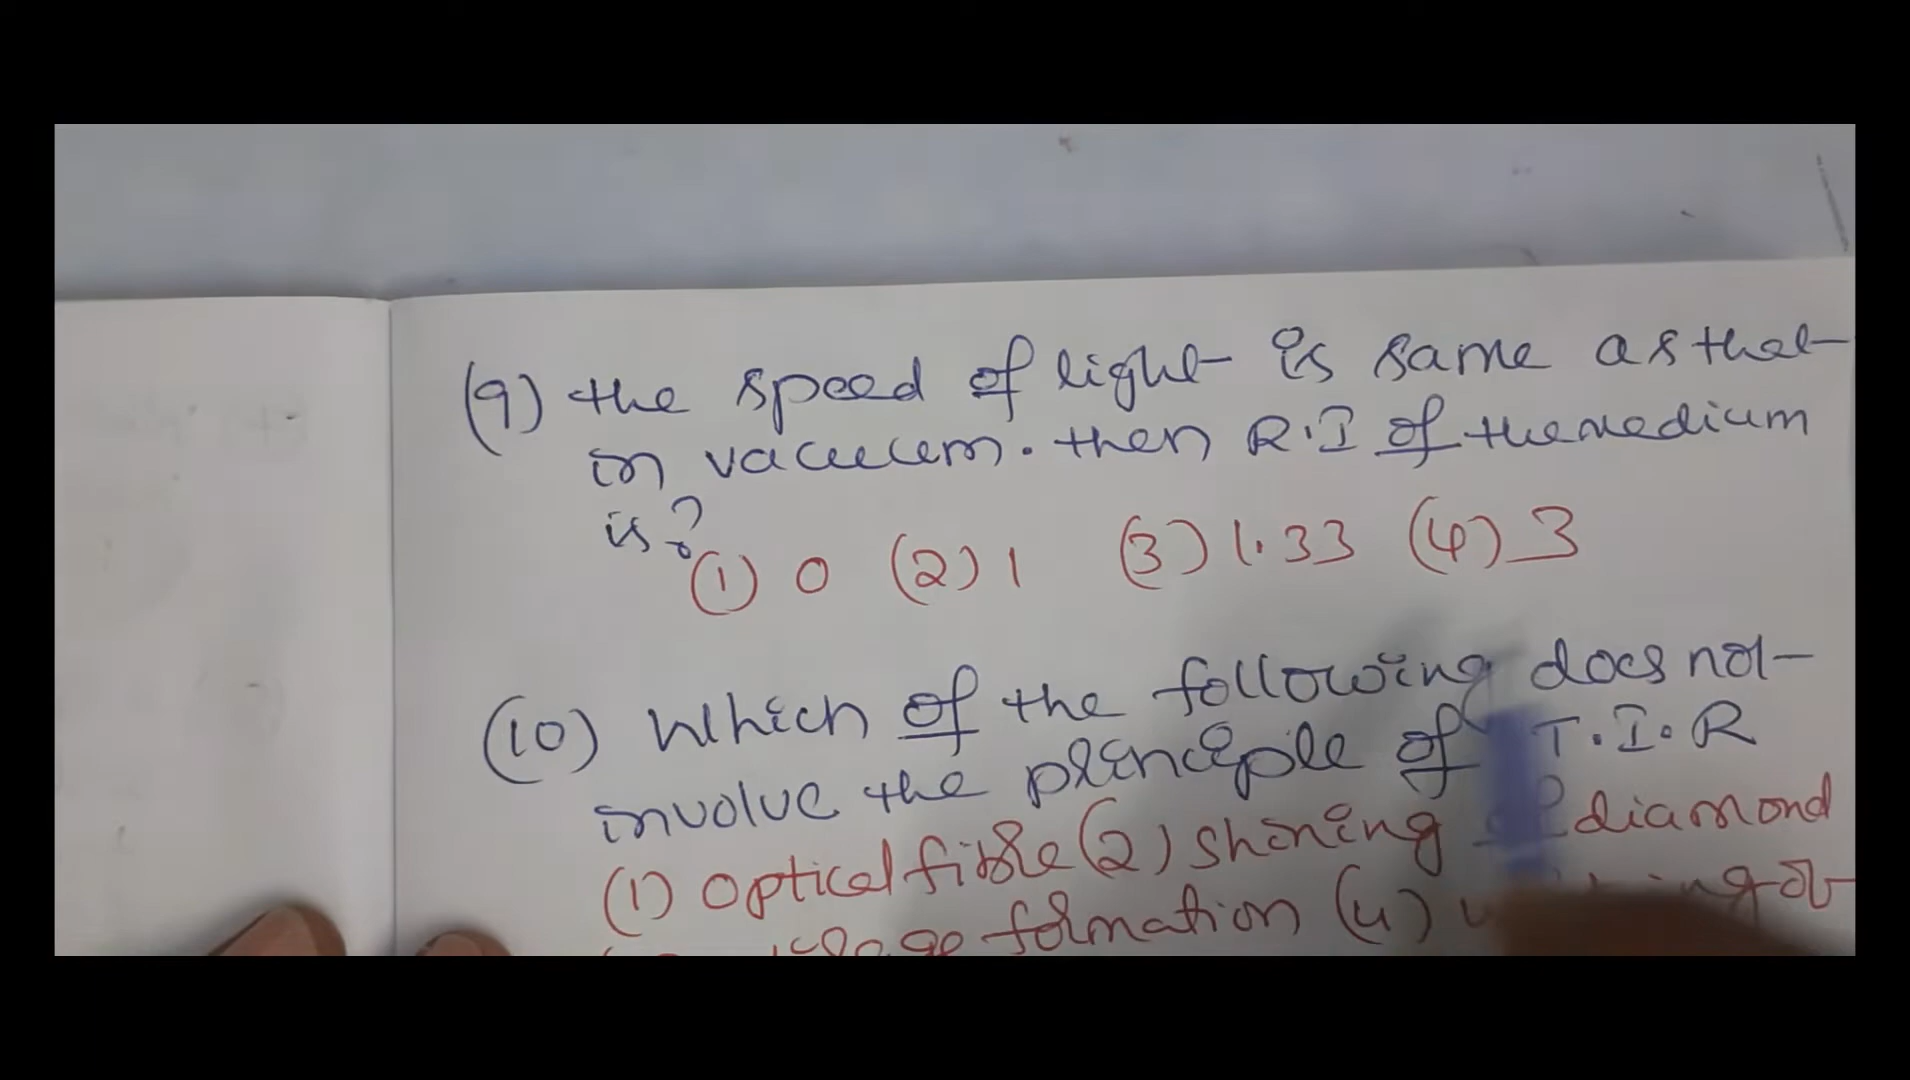 (9) the speed of light is same as that
in vacuum. then R.I of the medium
is?
(1) 0 (2) 1 (3) 1.33 (4) 3
(10) Which of the following does not
involve the principle of T.I.R
(1) Optical fibre (2) shining diamond
formation (4)